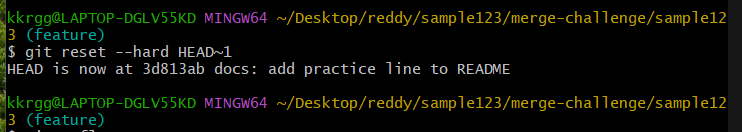 kkrgg@LAPTOP-DGLV55KD MINGW64 ~/Desktop/reddy/sample123/merge-challenge/sample12
3 (feature)
$ git reset --hard HEAD~1
HEAD is now at 3d813ab docs: add practice line to README
kkrgg@LAPTOP-DGLV55KD MINGW64 ~/Desktop/reddy/sample123/merge-challenge/sample12
3 (feature)